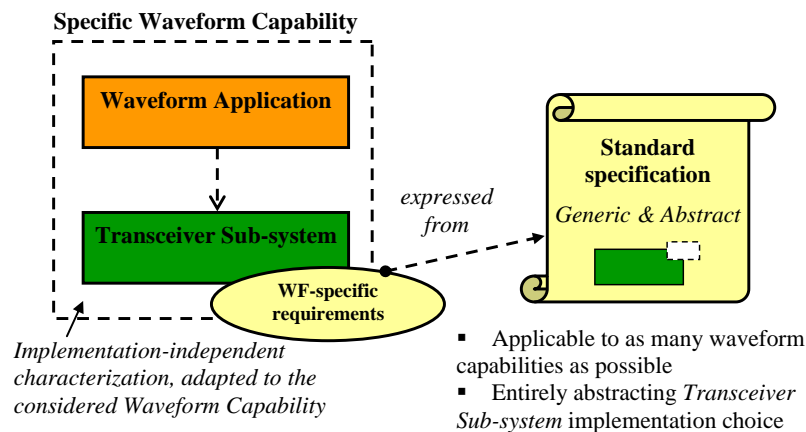 Specific Waveform Capability
Waveform Application
Transceiver Sub-system
WF-specific
requirements
Implementation-independent
characterization, adapted to the
considered Waveform Capability
expressed
from
Standard
specification
Generic & Abstract
▪ Applicable to as many waveform
capabilities as possible
▪ Entirely abstracting Transceiver
Sub-system implementation choice